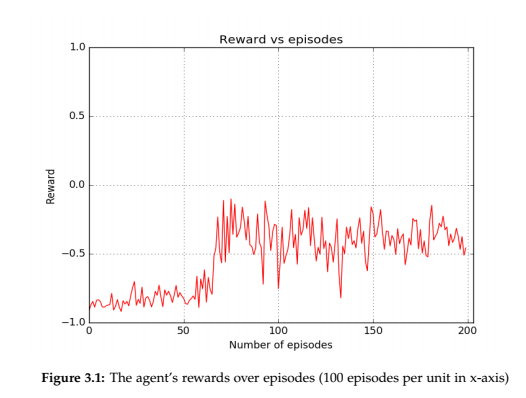 Reward vs episodes
1.0
0.5
0.0
−0.5
−1.0
Reward
0 50 100 150 200
Number of episodes
Figure 3.1: The agent's rewards over episodes (100 episodes per unit in x-axis)